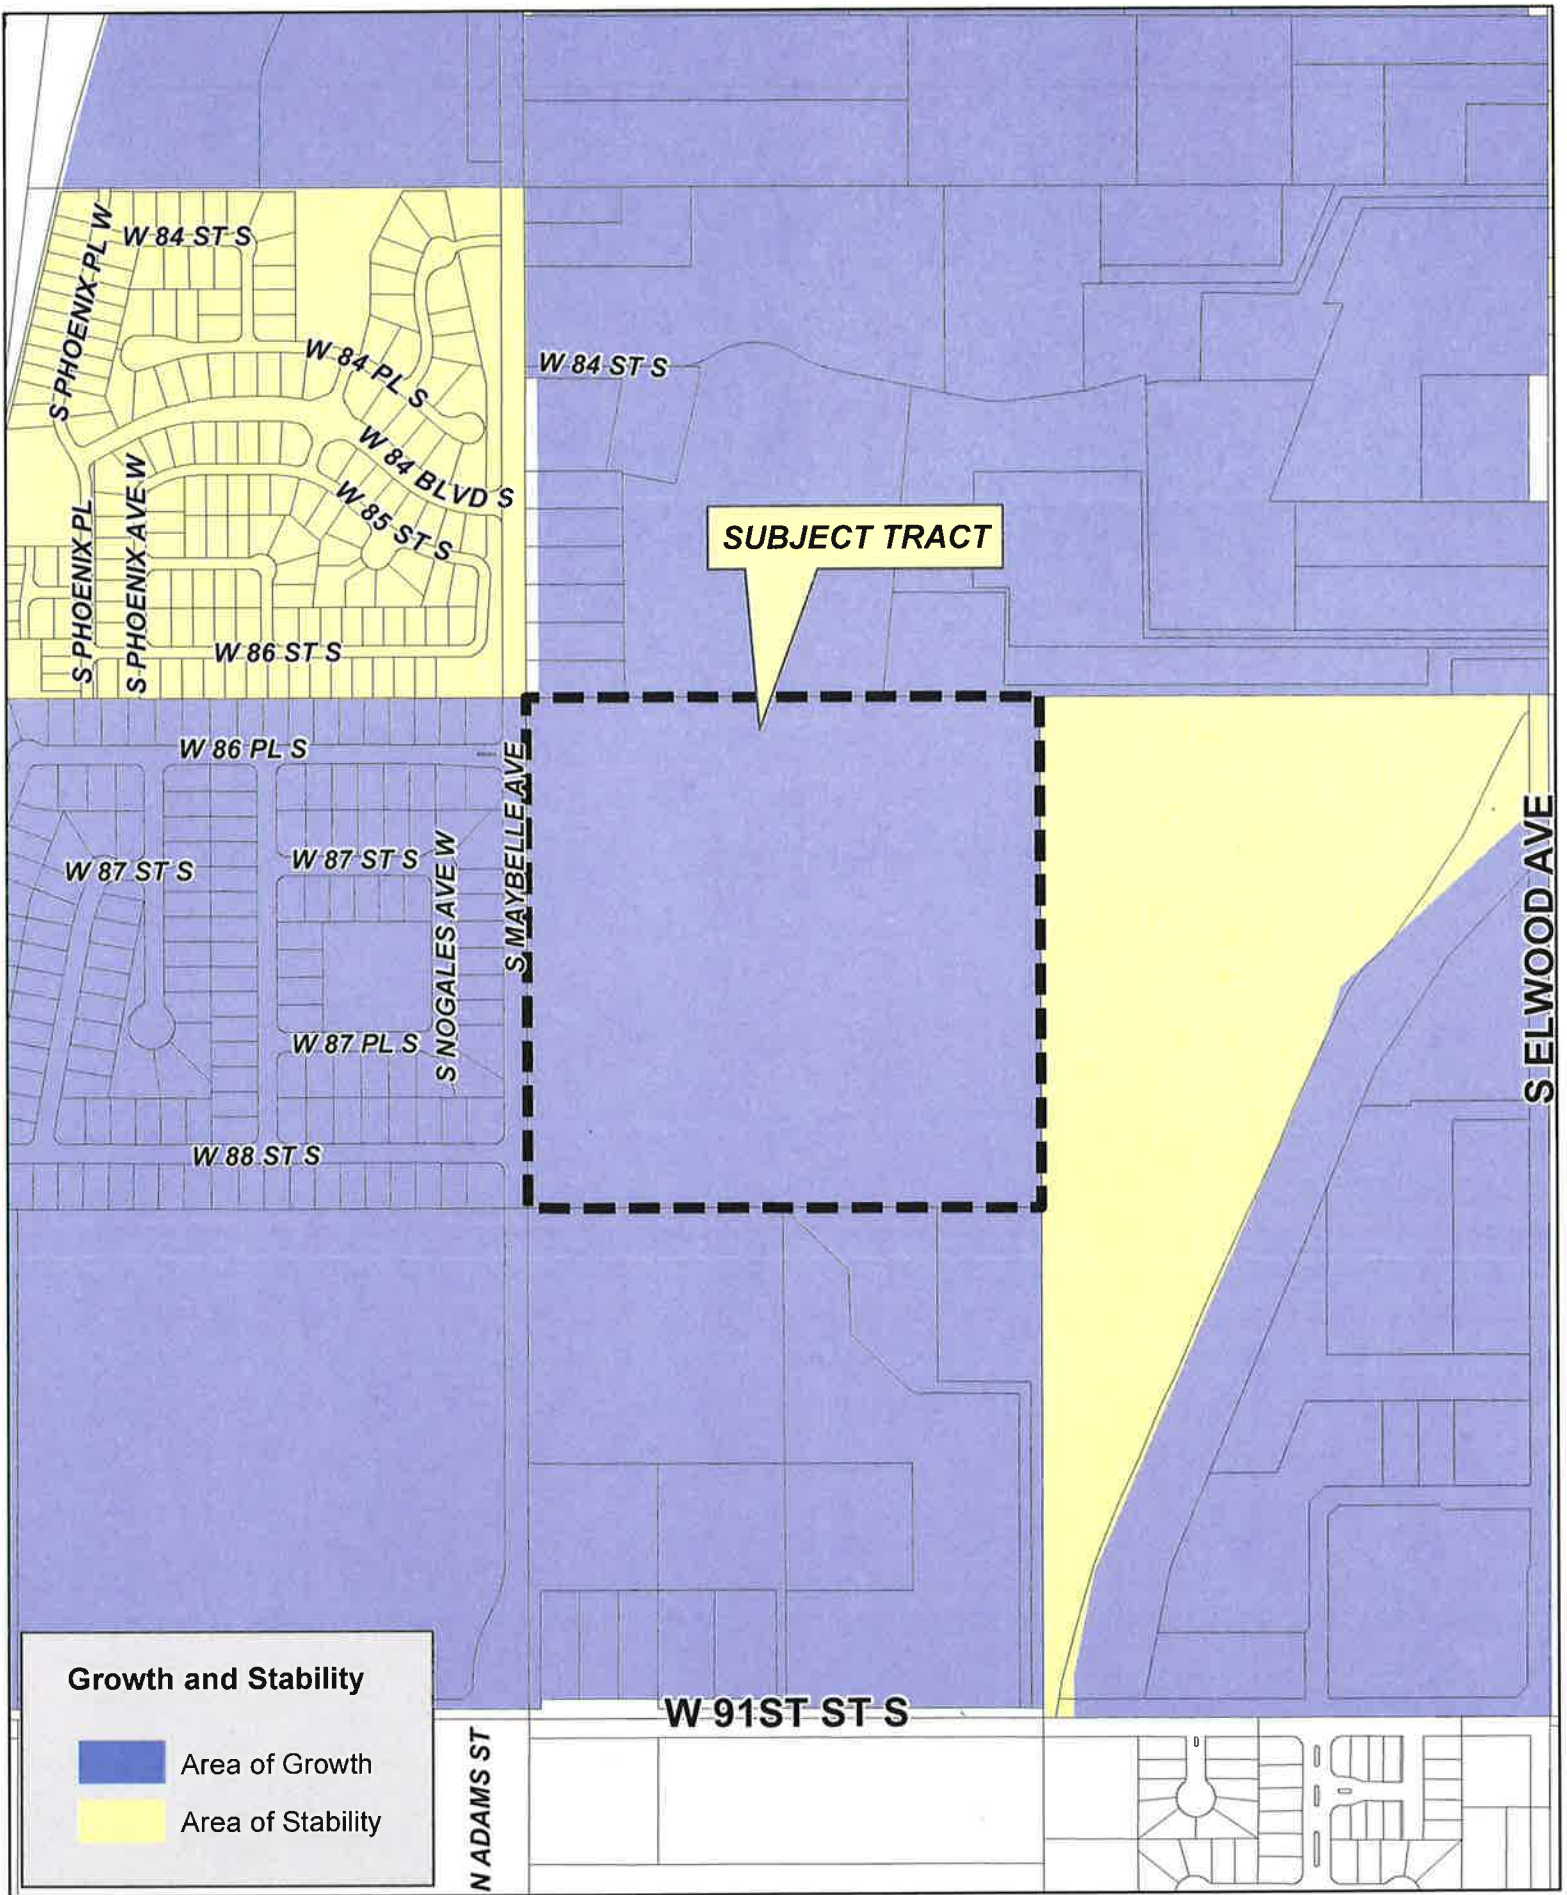 W 84 ST S
S PHOENIX PL W
W 84 PL S
W 84 ST S
W 84 BLVD S
W 85 ST S
S PHOENIX PL
S PHOENIX AVE W
W 86 ST S
SUBJECT TRACT
W 86 PL S
S MAYBELLE AVE
W 87 ST S
W 87 ST S
S NOGALES AVE W
S ELWOOD AVE
W 87 PL S
W 88 ST S
Growth and Stability
Area of Growth
Area of Stability
W 91ST ST S
N ADAMS ST